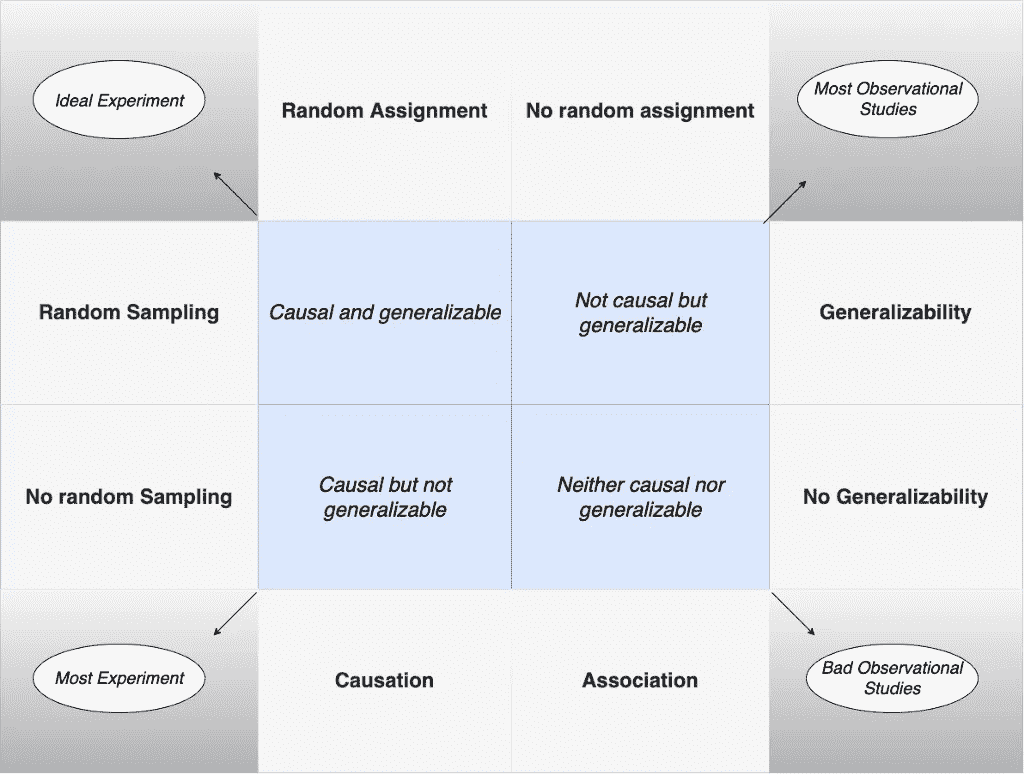 Ideal Experiment
Random Assignment
No random assignment
Most Observational
Studies
Random Sampling
Causal and generalizable
Not causal but
generalizable
Generalizability
No random Sampling
Causal but not
generalizable
Neither causal nor
generalizable
No Generalizability
Most Experiment
Causation
Association
Bad Observational
Studies